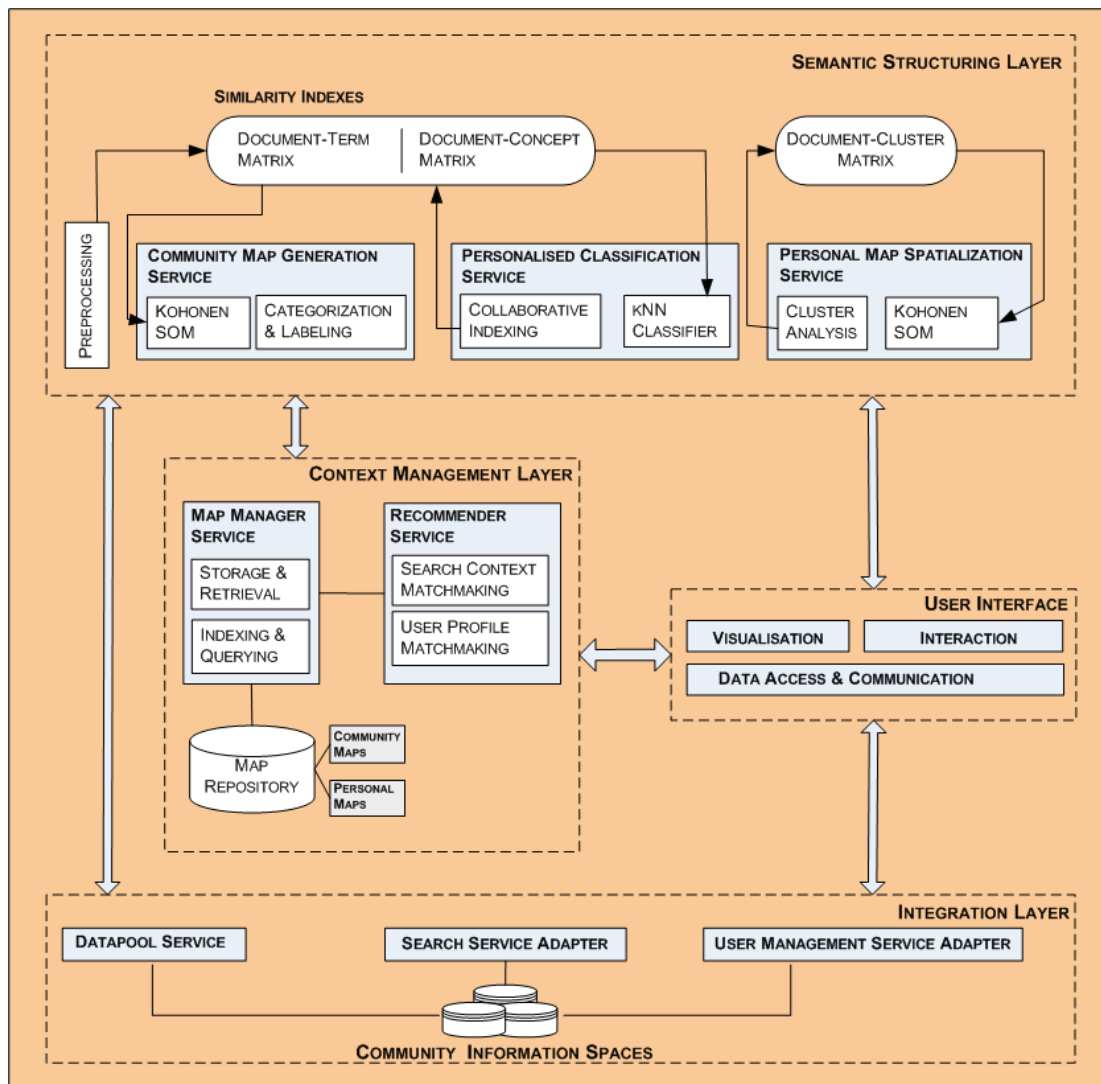 SEMANTIC STRUCTURING LAYER
SIMILARITY INDEXES
DOCUMENT-TERM
MATRIX
DOCUMENT-CONCEPT
MATRIX
DOCUMENT-CLUSTER
MATRIX
PREPROCESSING
COMMUNITY MAP GENERATION
SERVICE
KOHONEN
SOM
CATEGORIZATION
& LABELING
PERSONALISED CLASSIFICATION
SERVICE
COLLABORATIVE
INDEXING
KNN
CLASSIFIER
PERSONAL MAP SPATIALIZATION
SERVICE
CLUSTER
ANALYSIS
KOHONEN
SOM
CONTEXT MANAGEMENT LAYER
MAP MANAGER
SERVICE
STORAGE &
RETRIEVAL
INDEXING &
QUERYING
RECOMMENDER
SERVICE
SEARCH CONTEXT
MATCHMAKING
USER PROFILE
MATCHMAKING
MAP
REPOSITORY
COMMUNITY
MAPS
PERSONAL
MAPS
USER INTERFACE
VISUALISATION
INTERACTION
DATA ACCESS & COMMUNICATION
INTEGRATION LAYER
DATAPOOL SERVICE
SEARCH SERVICE ADAPTER
USER MANAGEMENT SERVICE ADAPTER
COMMUNITY INFORMATION SPACES